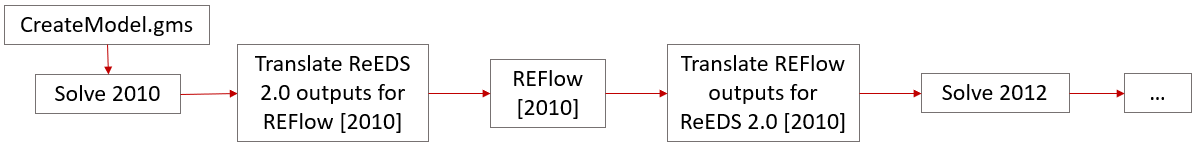 CreateModel.gms
Solve 2010
Translate ReEDS
2.0 outputs for
REFlow [2010]
REFlow
[2010]
Translate REFlow
outputs for
ReEDS 2.0 [2010]
Solve 2012
...